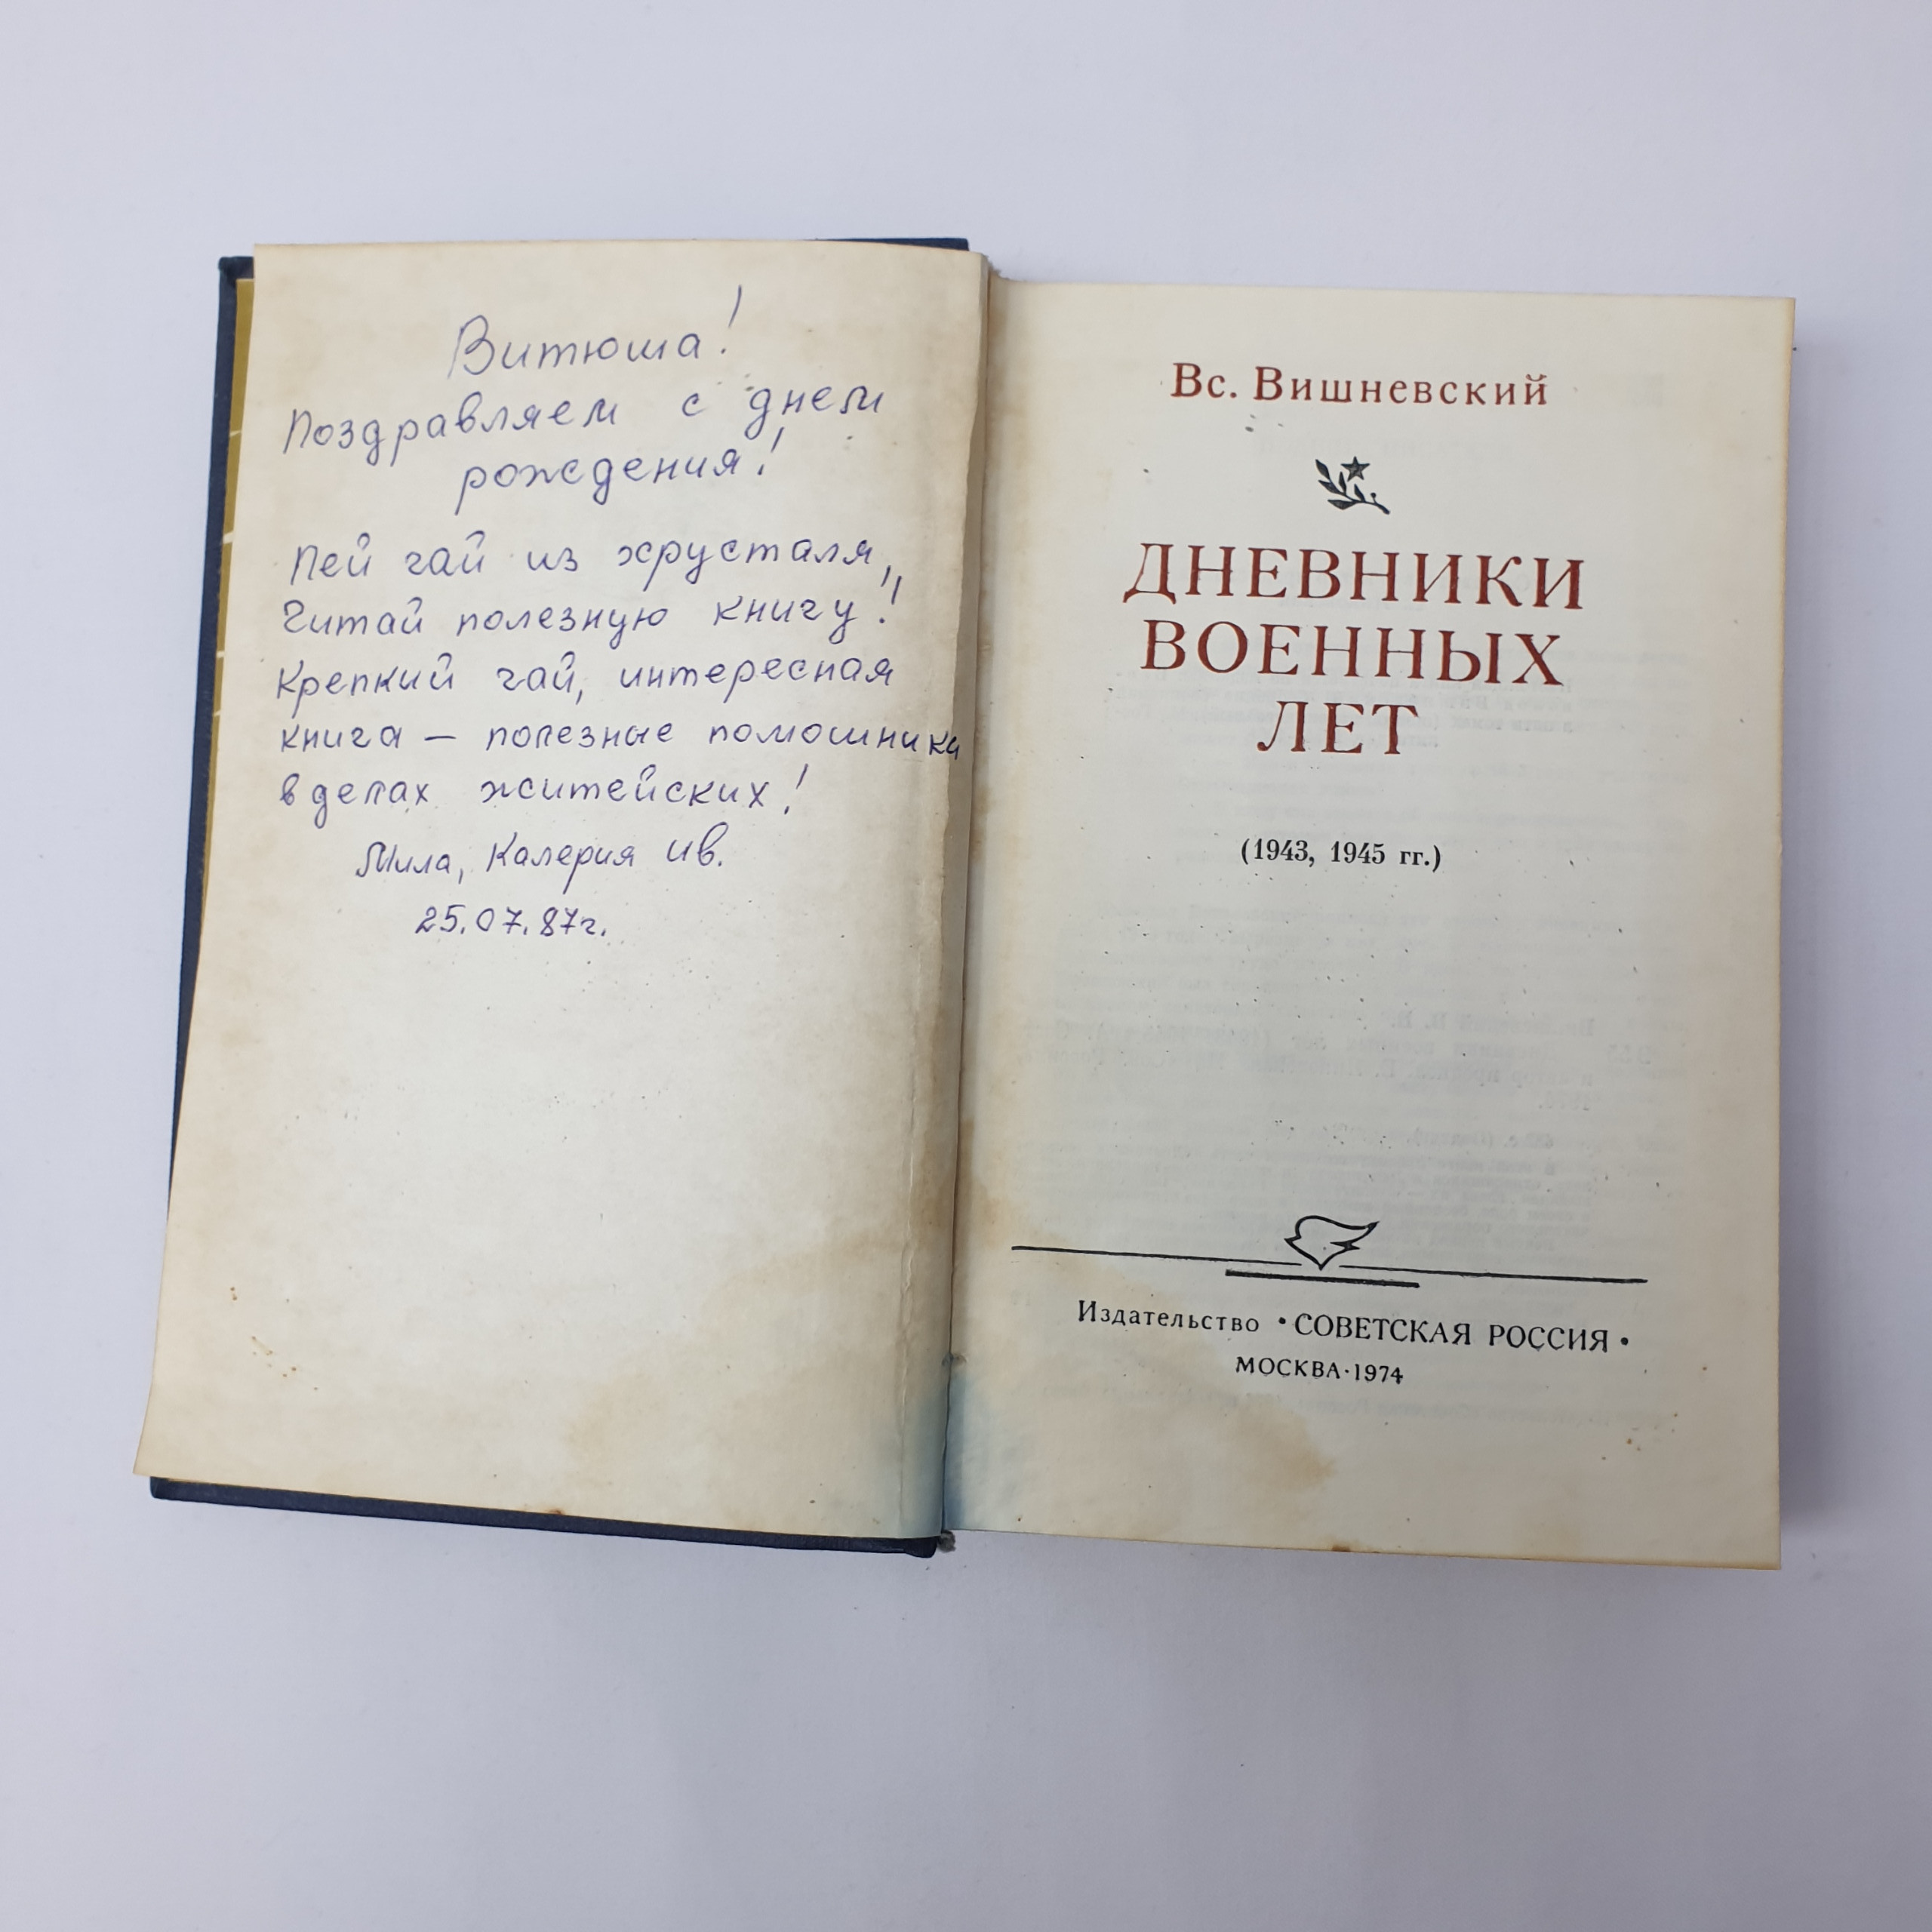 Витюша!
Поздравляем с днем
рождения!
Пей чай из хрусталя,
Читай полезную книгу!"
Крепкий чай, интересная
книга — полезные помошники
в делах житейских!
Мила, Калерия Ив.
25.07.87г.
Вс. Вишневский
ДНЕВНИКИ
ВОЕННЫХ
ЛЕТ
(1943, 1945 гг.)
Издательство • СОВЕТСКАЯ РОССИЯ •
МОСКВА · 1974